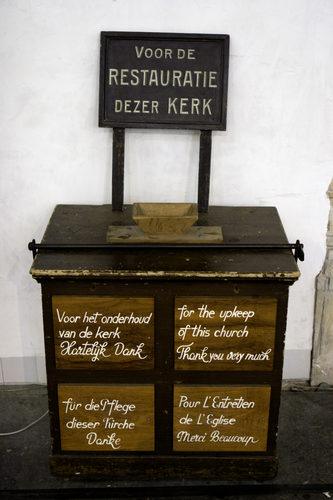 VOOR DE
RESTAURATIE
DEZER KERK
Voor het onderhoud
van de kerk
Hartelijk Dank
for the upkeep
of this church
Thank you very much
für die Pflege
dieser Kirche
Danke
Pour L'Entretien
de L'Eglise
Merci Beaucoup